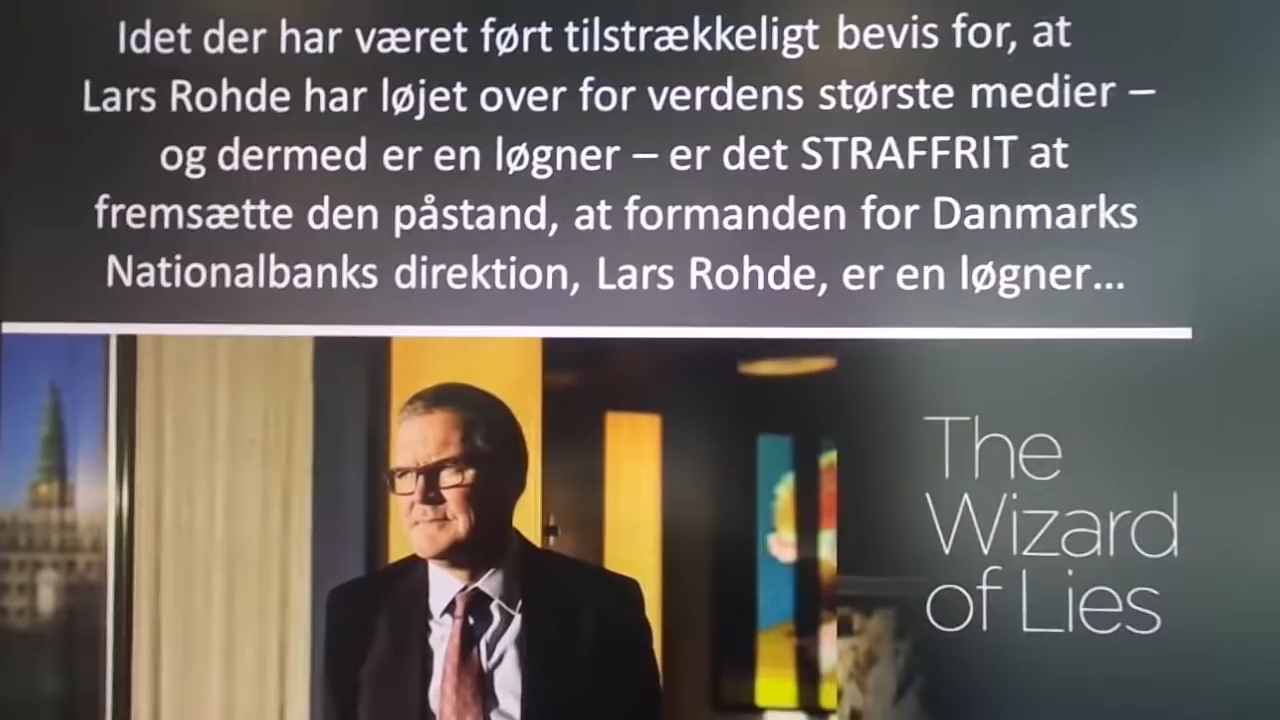 Idet der har været ført tilstrækkeligt bevis for, at
Lars Rohde har løjet over for verdens største medier –
og dermed er en løgner – er det STRAFFRIT at
fremsætte den påstand, at formanden for Danmarks
Nationalbanks direktion, Lars Rohde, er en løgner...
The
Wizard
of Lies